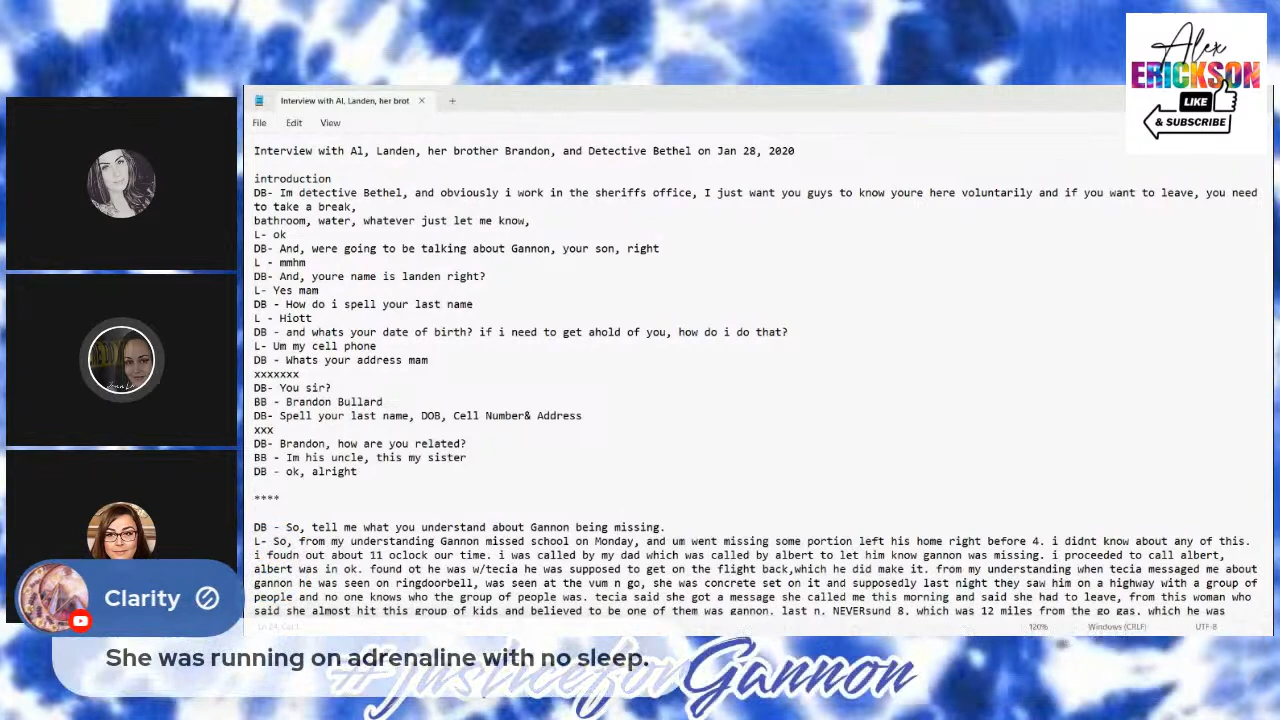 Alex
ERICKSON
LIKE
& SUBSCRIBE
Interview with Al, Landen, her brot
File Edit View
Interview with Al, Landen, her brother Brandon, and Detective Bethel on Jan 28, 2020
introduction
DB- Im detective Bethel, and obviously i work in the sheriffs office, I just want you guys to know youre here voluntarily and if you want to leave, you need
to take a break,
bathroom, water, whatever just let me know,
L- ok
DB- And, were going to be talking about Gannon, your son, right
L - mmhm
DB- And, youre name is landen right?
L- Yes mam
DB - How do i spell your last name
L - Hiott
DB - and whats your date of birth? if i need to get ahold of you, how do i do that?
L- Um my cell phone
DB - Whats your address mam
xxxxxxx
DB- You sir?
BB - Brandon Bullard
DB- Spell your last name, DOB, Cell Number& Address
xxx
DB- Brandon, how are you related?
BB - Im his uncle, this my sister
DB - ok, alright
****
DB - So, tell me what you understand about Gannon being missing.
L- So, from my understanding Gannon missed school on Monday, and um went missing some portion left his home right before 4. i didnt know about any of this.
i foudn out about 11 oclock our time. i was called by my dad which was called by albert to let him know gannon was missing. i proceeded to call albert,
albert was in ok. found ot he was w/tecia he was supposed to get on the flight back,which he did make it. from my understanding when tecia messaged me about
gannon he was seen on ringdoorbell, was seen at the vum n go, she was concrete set on it and supposedly last night they saw him on a highway with a group of
people and no one knows who the group of people was. tecia said she got a message she called me this morning and said she had to leave, from this woman who
said she almost hit this group of kids and believed to be one of them was gannon. last n. NEVERsund 8. which was 12 miles from the go gas. which he was
Ln 24, Col 1 120% Windows (CRLF) UTF-8
Clarity
She was running on adrenaline with no sleep.
#justiceforGannon